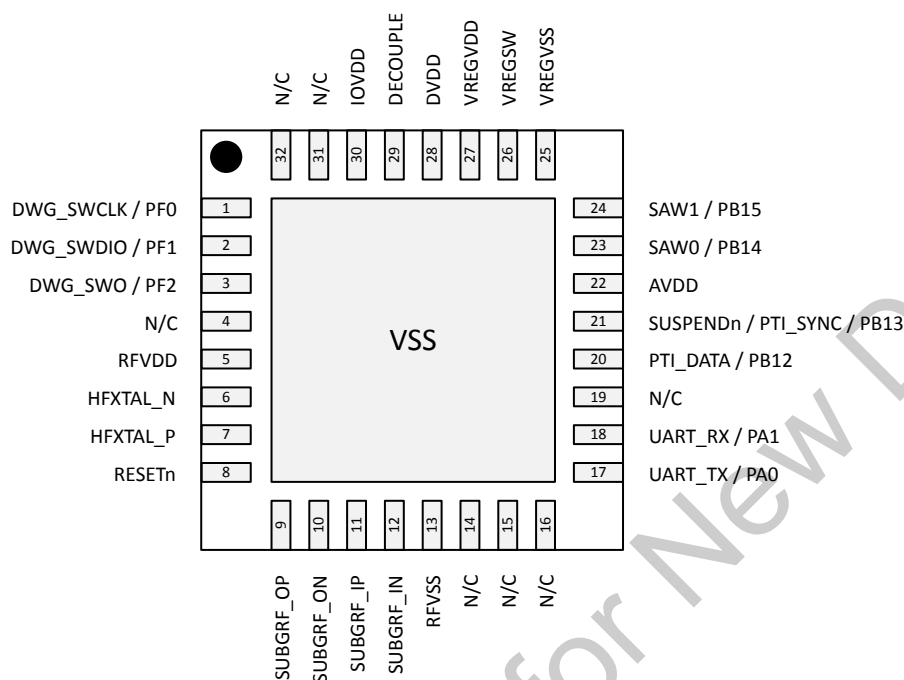 N/C
N/C
IOVDD
DECOUPLE
DVDD
VREGVDD
VREGSW
VREGVSS
32
31
30
29
28
27
26
25
DWG_SWCLK / PF0
1
DWG_SWDIO / PF1
2
DWG_SWO / PF2
3
N/C
4
RFVDD
5
HFXTAL_N
6
HFXTAL_P
7
RESETn
8
VSS
24
SAW1 / PB15
23
SAW0 / PB14
22
AVDD
21
SUSPENDn / PTI_SYNC / PB13
20
PTI_DATA / PB12
19
N/C
18
UART_RX / PA1
17
UART_TX / PA0
9
10
11
12
13
14
15
16
SUBGRF_OP
SUBGRF_ON
SUBGRF_IP
SUBGRF_IN
RFVSS
N/C
N/C
N/C
for New D